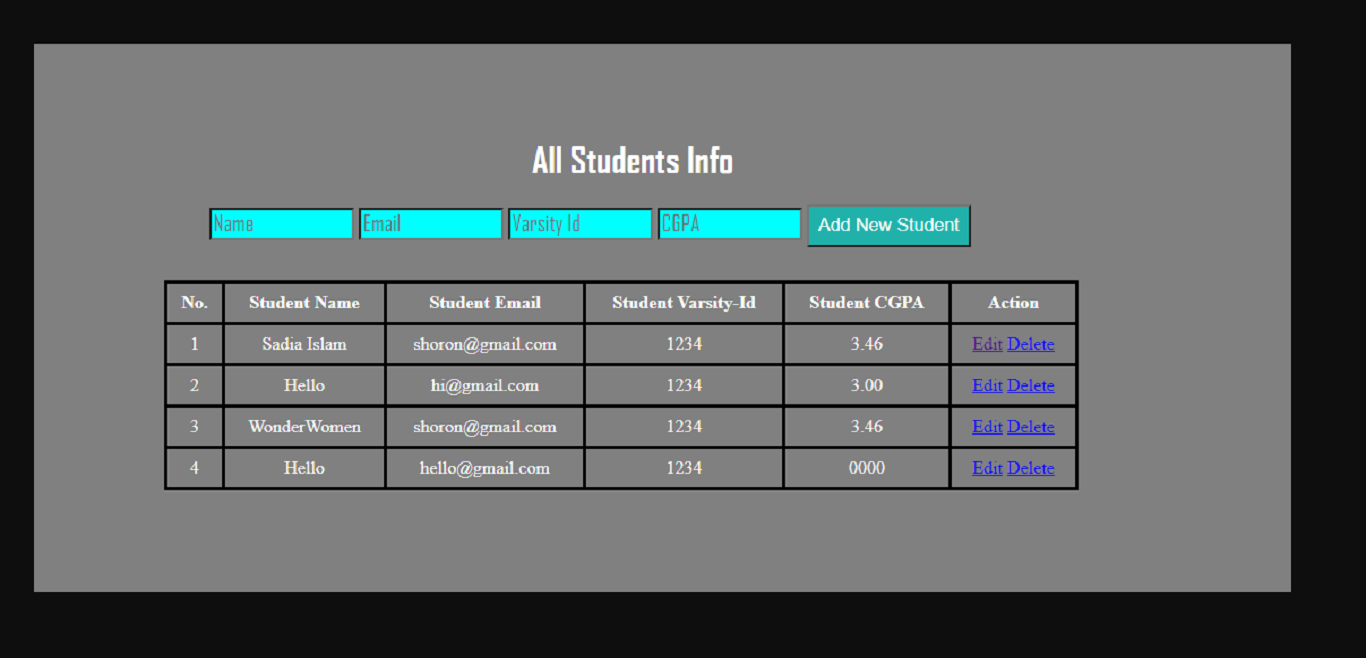 All Students Info
Name Email Varsity Id CGPA Add New Student
No. Student Name Student Email Student Varsity-Id Student CGPA Action
1 Sadia Islam shoron@gmail.com 1234 3.46 Edit Delete
2 Hello hi@gmail.com 1234 3.00 Edit Delete
3 WonderWomen shoron@gmail.com 1234 3.46 Edit Delete
4 Hello hello@gmail.com 1234 0000 Edit Delete